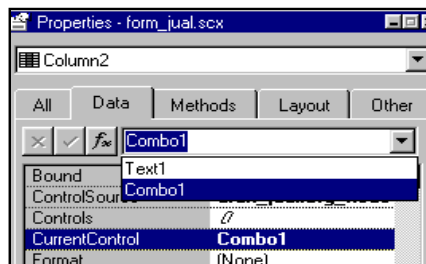 Properties - form_jual.scx
Column2
All Data Methods Layout Other
fx Combo1
Text1
Combo1
Bound
ControlSource
Controls
CurrentControl Combo1
Format (None)